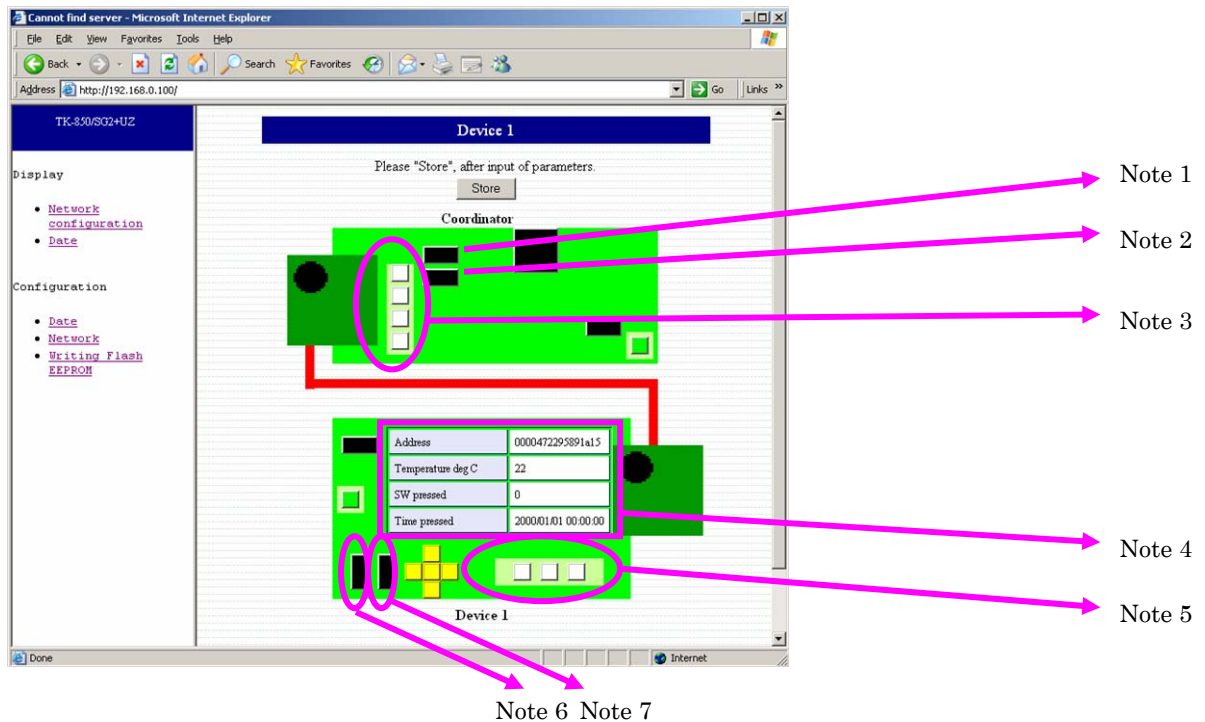 Cannot find server - Microsoft Internet Explorer
File Edit View Favorites Tools Help
Back Search Favorites
Address http://192.168.0.100/ Go Links »
TK-850/SG2+UZ
Display
Network
configuration
Date
Configuration
Date
Network
Writing Flash
EEPROM
Device 1
Please "Store", after input of parameters.
Store
Coordinator
Address 0000472295891a15
Temperature deg C 22
SW pressed 0
Time pressed 2000/01/01 00:00:00
Device 1
Done Internet
Note 1
Note 2
Note 3
Note 4
Note 5
Note 6 Note 7